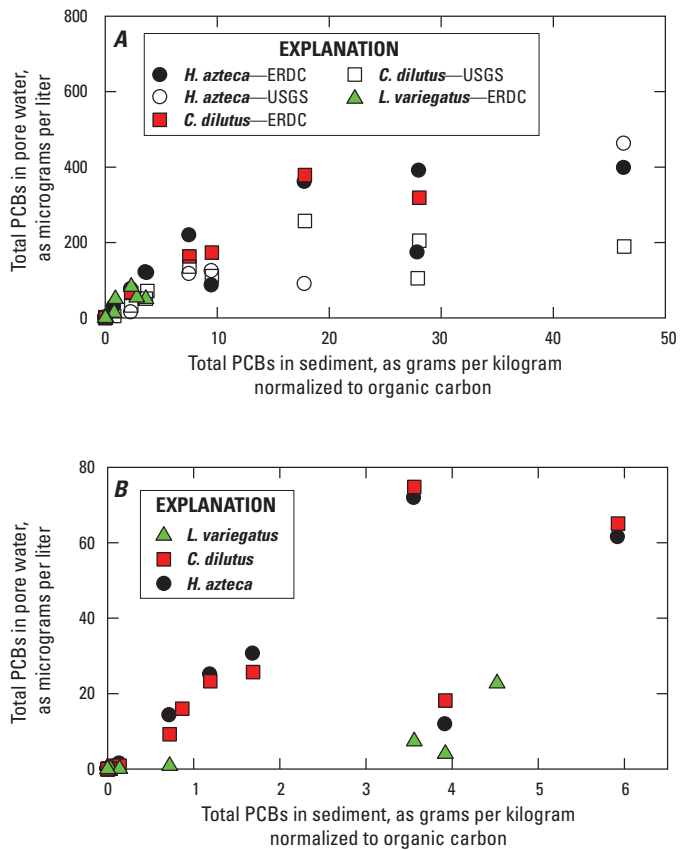 A
EXPLANATION
H. azteca—ERDC
H. azteca—USGS
C. dilutus—ERDC
C. dilutus—USGS
L. variegatus—ERDC
Total PCBs in pore water,
as micrograms per liter
800
600
400
200
0
0 10 20 30 40 50
Total PCBs in sediment, as grams per kilogram
normalized to organic carbon
B
EXPLANATION
L. variegatus
C. dilutus
H. azteca
Total PCBs in pore water,
as micrograms per liter
80
60
40
20
0
0 1 2 3 4 5 6
Total PCBs in sediment, as grams per kilogram
normalized to organic carbon